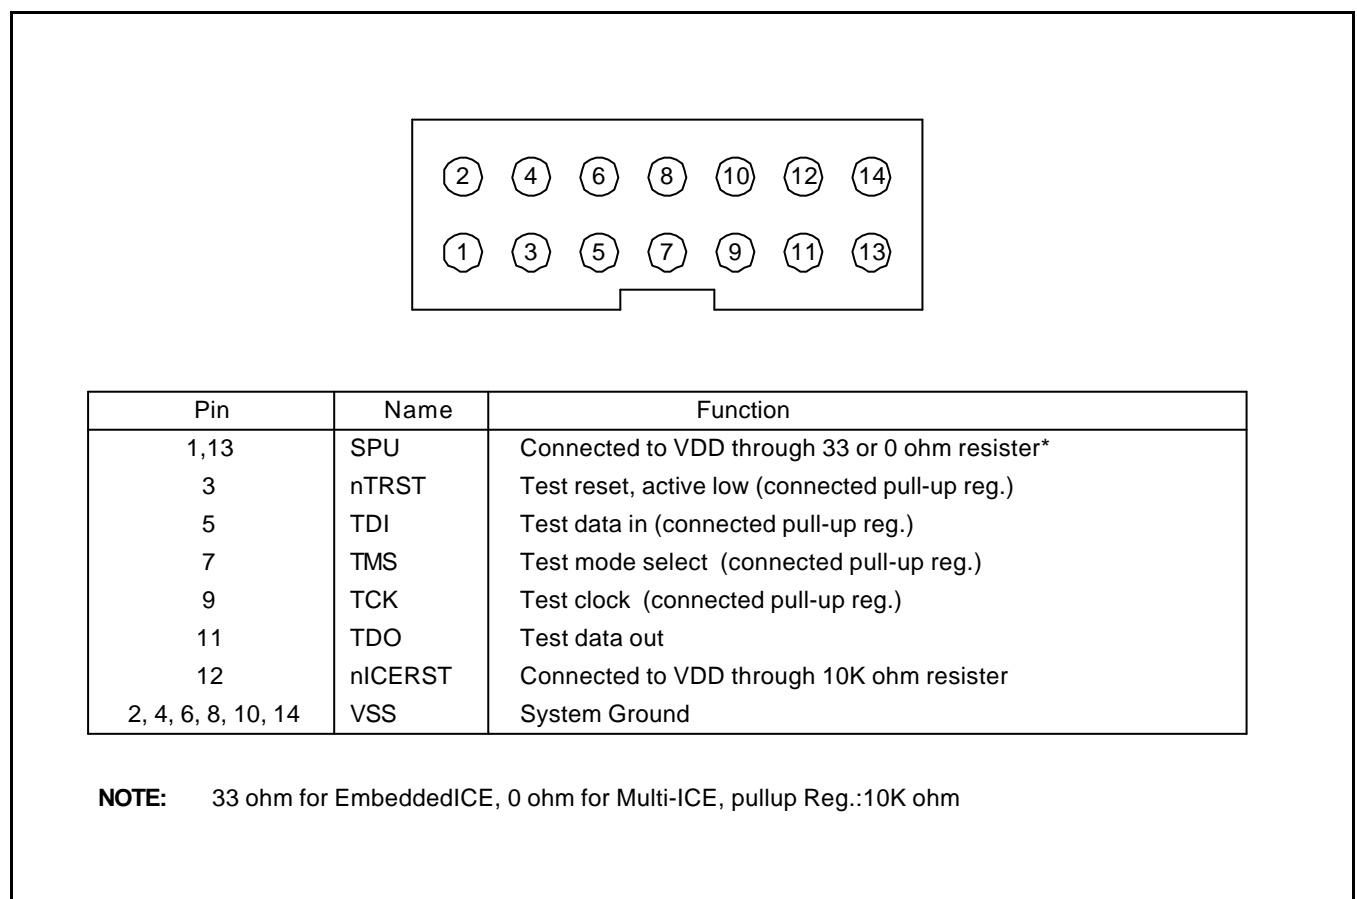 2 4 6 8 10 12 14
1 3 5 7 9 11 13
Pin Name Function
1,13 SPU Connected to VDD through 33 or 0 ohm resister*
3 nTRST Test reset, active low (connected pull-up reg.)
5 TDI Test data in (connected pull-up reg.)
7 TMS Test mode select (connected pull-up reg.)
9 TCK Test clock (connected pull-up reg.)
11 TDO Test data out
12 nICERST Connected to VDD through 10K ohm resister
2, 4, 6, 8, 10, 14 VSS System Ground
NOTE: 33 ohm for EmbeddedICE, 0 ohm for Multi-ICE, pullup Reg.:10K ohm